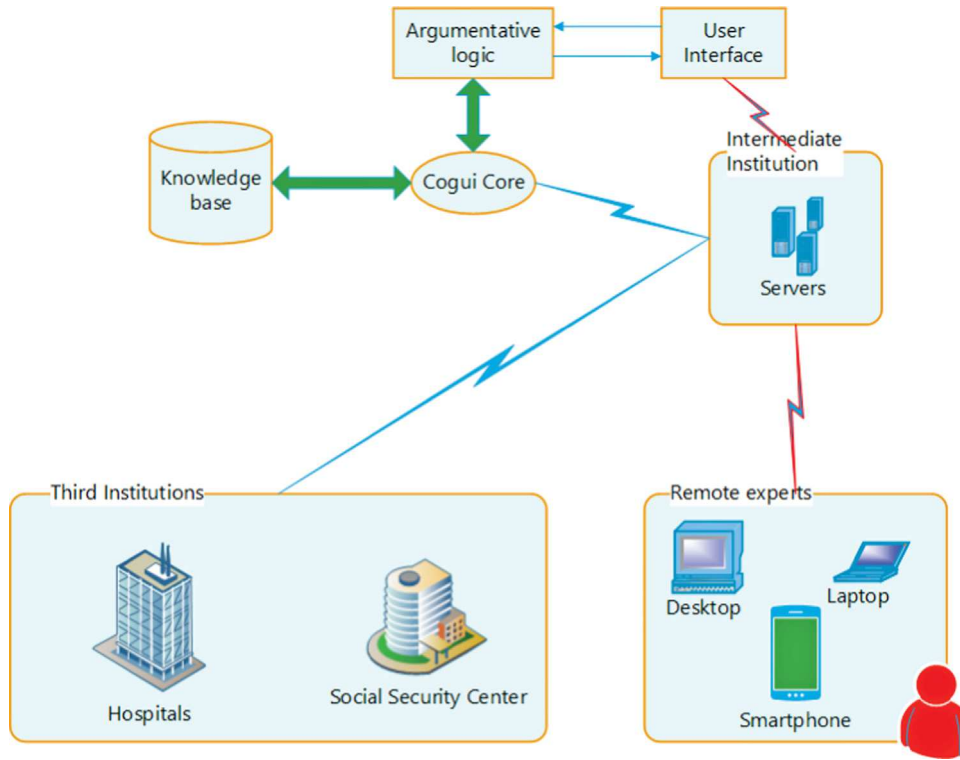 Argumentative
logic
User
Interface
Intermediate
Institution
Knowledge
base
Cogui Core
Servers
Third Institutions
Remote experts
Desktop
Laptop
Hospitals
Social Security Center
Smartphone